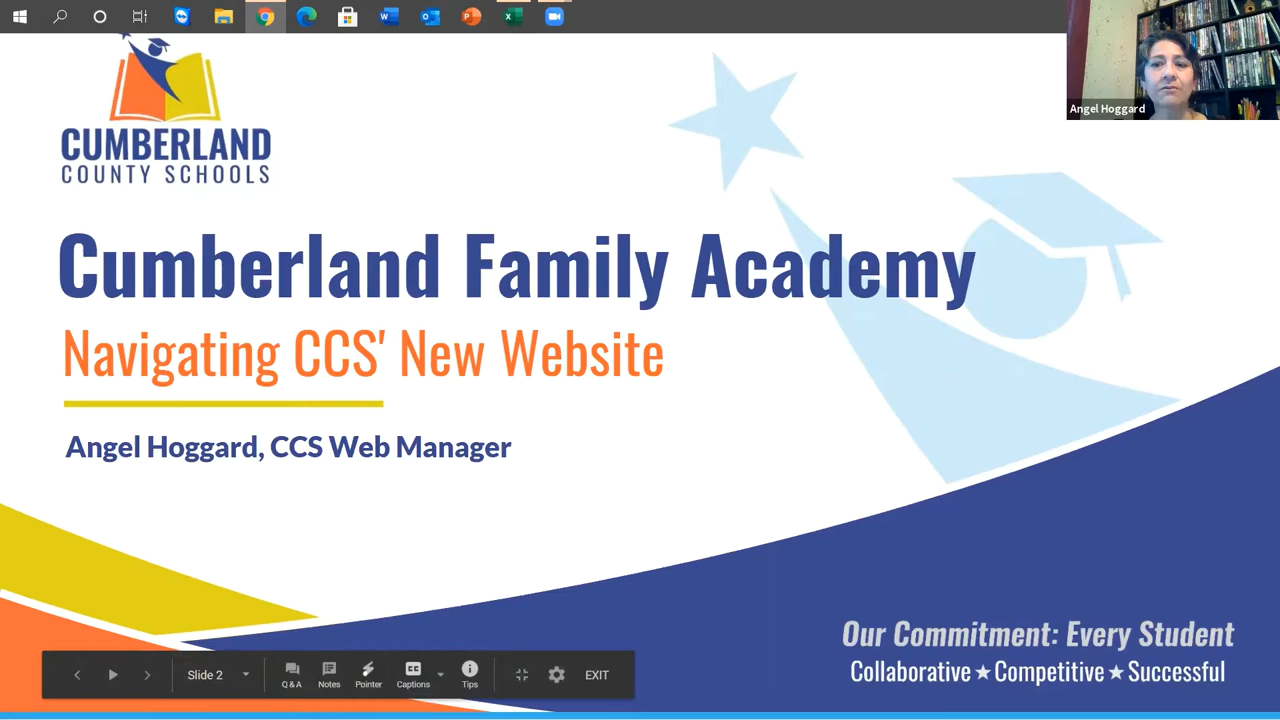 Angel Hoggard
CUMBERLAND
COUNTY SCHOOLS
Cumberland Family Academy
Navigating CCS' New Website
Angel Hoggard, CCS Web Manager
Our Commitment: Every Student
Collaborative ★ Competitive ★ Successful
Slide 2
Q & A
Notes
Pointer
CC
Captions
Tips
EXIT